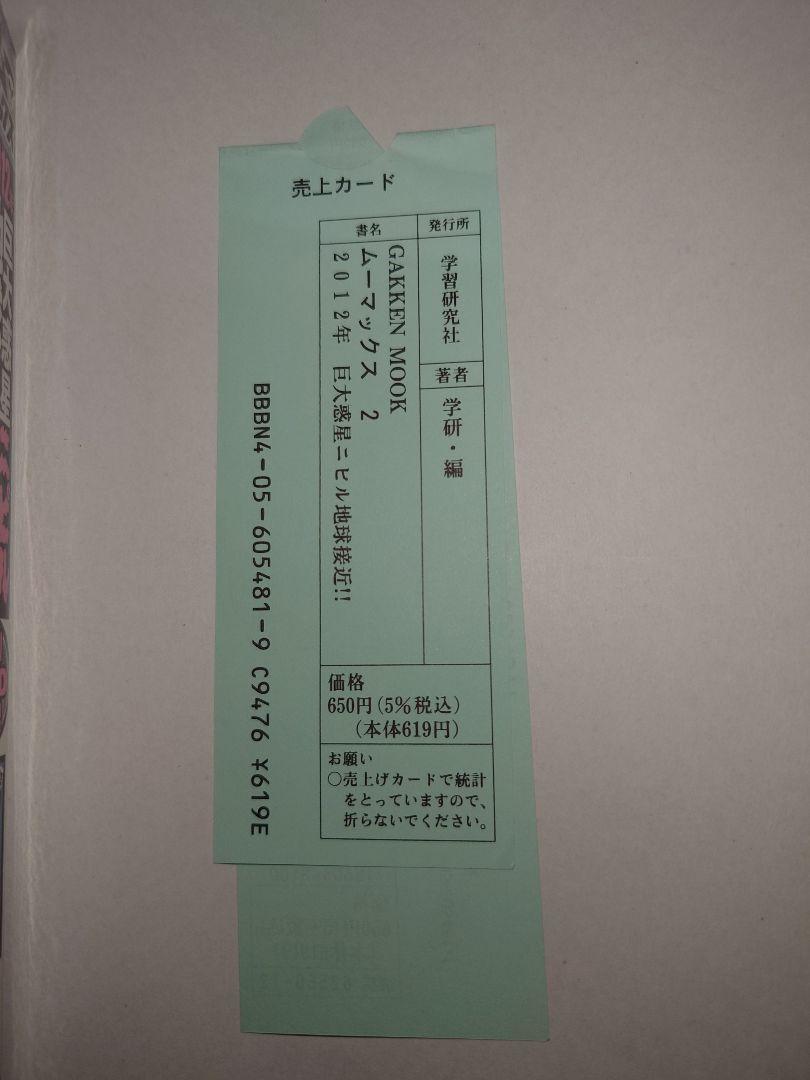 売上カード
発行所
学習研究社
著者
学研・編
書名
GAKKEN MOOK
ムーマックス 2
2012年 巨大惑星ニヒル地球接近!!
価格
650円(5%税込)
(本体619円)
お願い
○売上げカードで統計
をとっていますので、
折らないでください。
BBBN4-05-605481-9 C9476 ¥619E